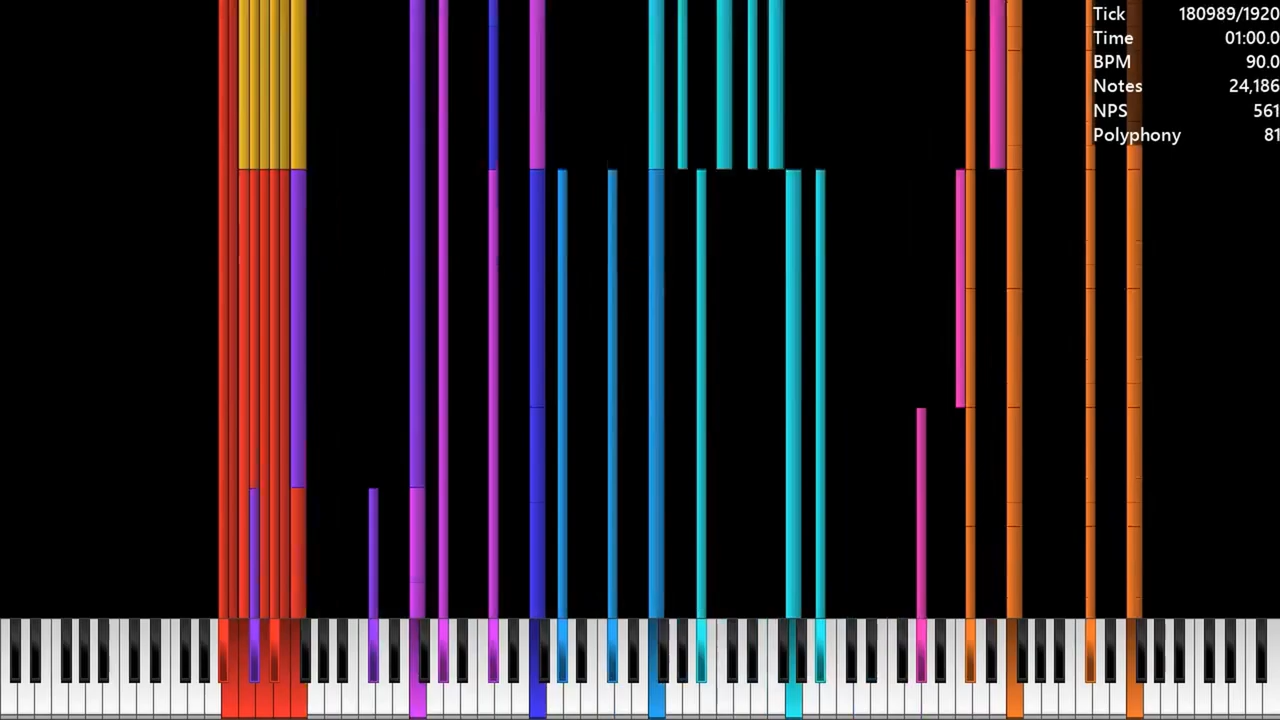 Tick 180989/1920
Time 01:00.0
BPM 90.0
Notes 24,186
NPS 561
Polyphony 81